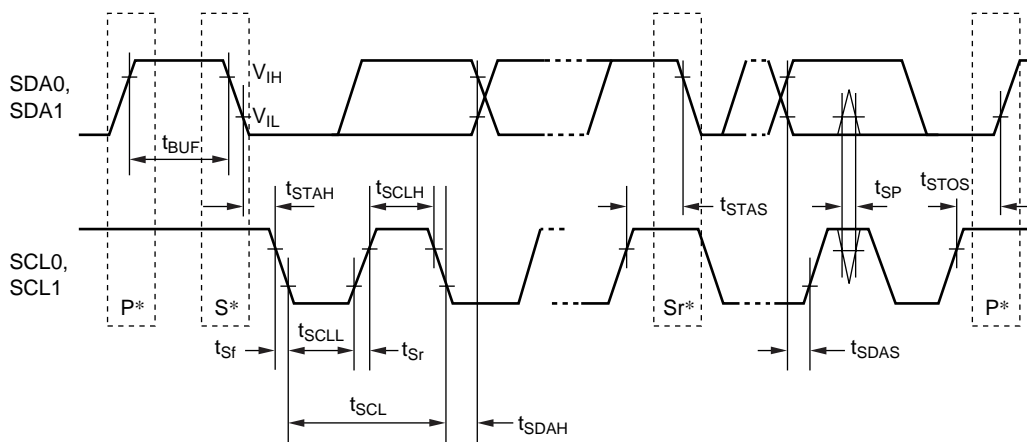 SDA0,
SDA1
VIH
VIL
tBUF
tSTAH
tSCLH
tSTAS
tSP
tSTOS
SCL0,
SCL1
P*
S*
Sr*
P*
tSf
tSCLL
tSr
tSDAS
tSCL
tSDAH